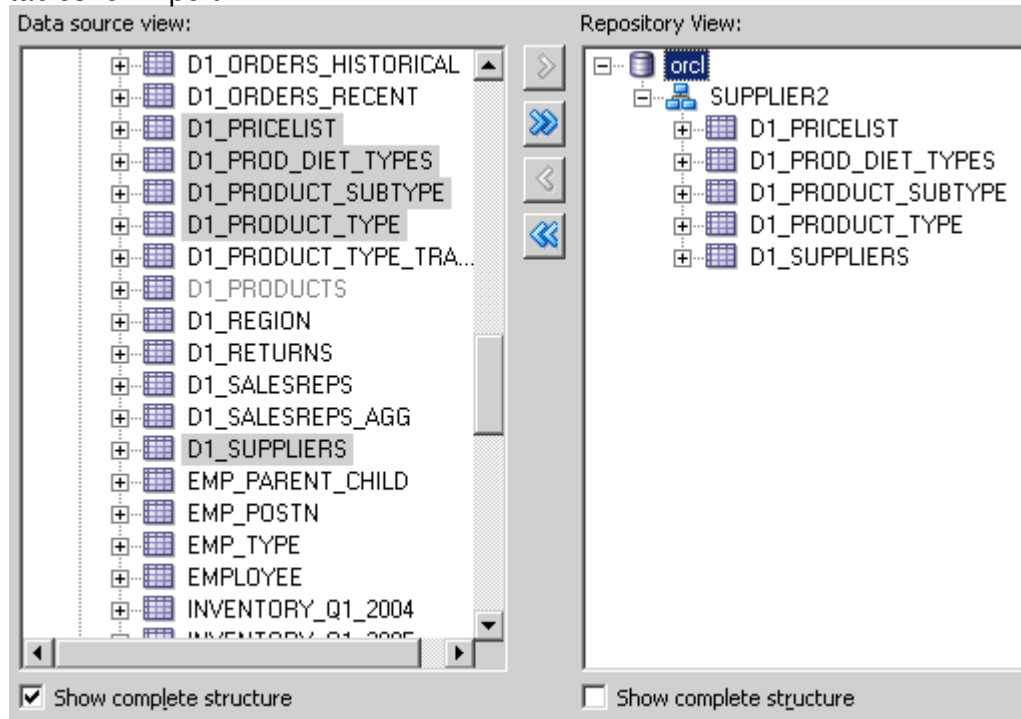 Data source view:
D1_ORDERS_HISTORICAL
D1_ORDERS_RECENT
D1_PRICELIST
D1_PROD_DIET_TYPES
D1_PRODUCT_SUBTYPE
D1_PRODUCT_TYPE
D1_PRODUCT_TYPE_TRA...
D1_PRODUCTS
D1_REGION
D1_RETURNS
D1_SALESREPS
D1_SALESREPS_AGG
D1_SUPPLIERS
EMP_PARENT_CHILD
EMP_POSTN
EMP_TYPE
EMPLOYEE
INVENTORY_Q1_2004
Show complete structure
Repository View:
orcl
SUPPLIER2
D1_PRICELIST
D1_PROD_DIET_TYPES
D1_PRODUCT_SUBTYPE
D1_PRODUCT_TYPE
D1_SUPPLIERS
Show complete structure